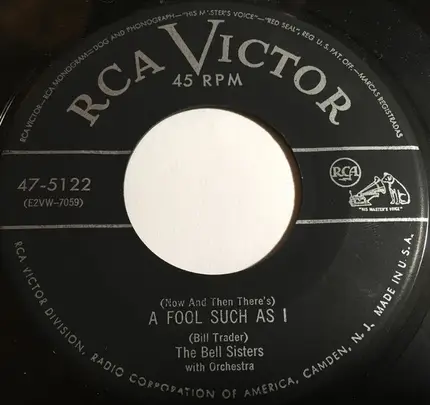 RCA VICTOR—RCA MONOGRAM—DOG AND PHONOGRAPH—"HIS MASTER'S VOICE"—"RED SEAL" REG. U.S. PAT. OFF.—MARCAS REGISTRADAS
RCA VICTOR
45 RPM
47-5122
(E2VW-7059)
RCA
"HIS MASTER'S VOICE"
(Now And Then There's)
A FOOL SUCH AS I
(Bill Trader)
The Bell Sisters
with Orchestra
RCA VICTOR DIVISION, RADIO CORPORATION OF AMERICA, CAMDEN, N. J. MADE IN U.S.A.